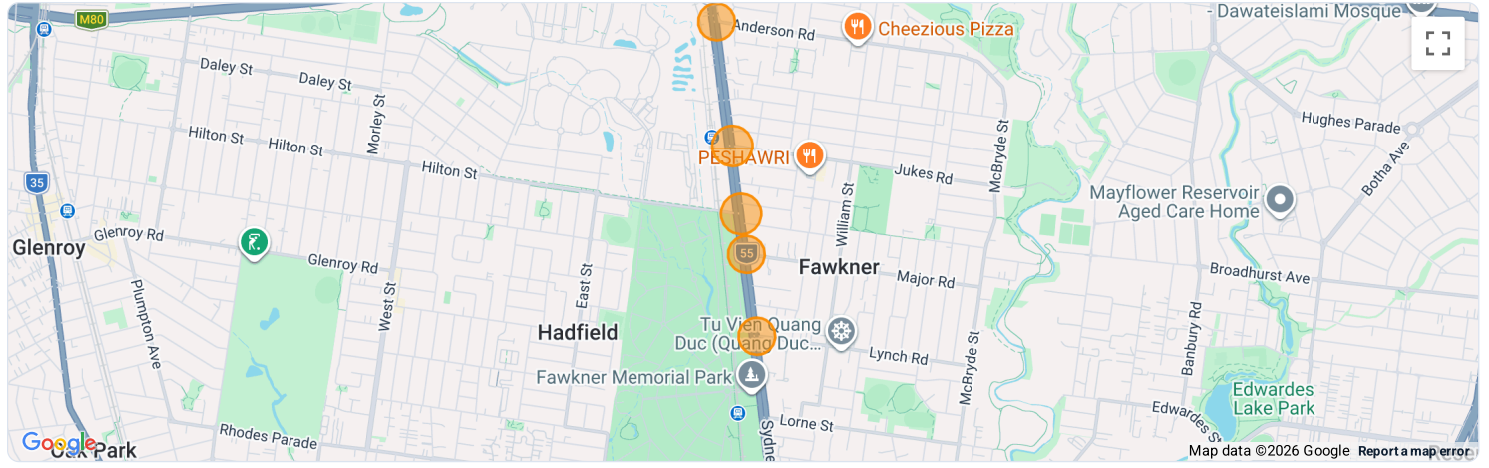 M80
- Dawateislami Mosque
Anderson Rd
Cheezious Pizza
Daley St
Daley St
Morley St
Hughes Parade
Hilton St
Hilton St
Hilton St
PESHAWRI
Jukes Rd
McBryde St
Botha Ave
35
Mayflower Reservoir
Aged Care Home
William St
Glenroy
Glenroy Rd
Glenroy Rd
55
Fawkner
Major Rd
Broadhurst Ave
Plumpton Ave
West St
East St
Hadfield
Tu Vien Quang
Duc (Quang Duc...
Lynch Rd
Banbury Rd
McBryde St
Fawkner Memorial Park
Edwardes
Lake Park
Lorne St
Edwardes St
Rhodes Parade
Sydne
Google
Oak Park
Map data ©2026 Google
Report a map error